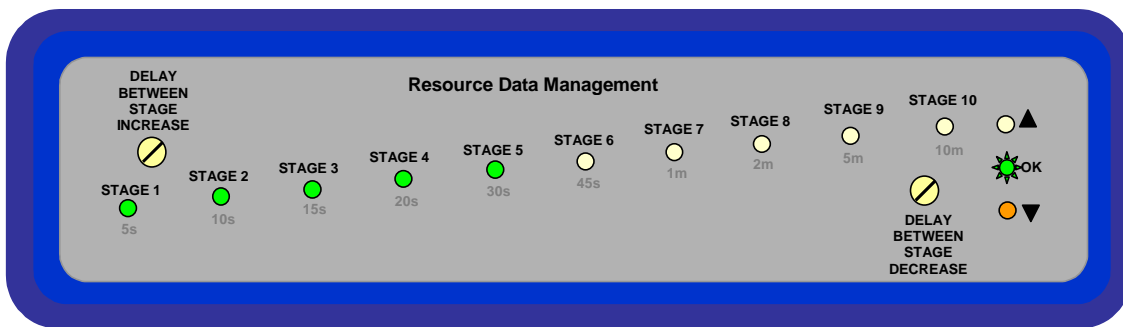 DELAY
BETWEEN
STAGE
INCREASE
Resource Data Management
STAGE 1
5s
STAGE 2
10s
STAGE 3
15s
STAGE 4
20s
STAGE 5
30s
STAGE 6
45s
STAGE 7
1m
STAGE 8
2m
STAGE 9
5m
STAGE 10
10m
OK
DELAY
BETWEEN
STAGE
DECREASE